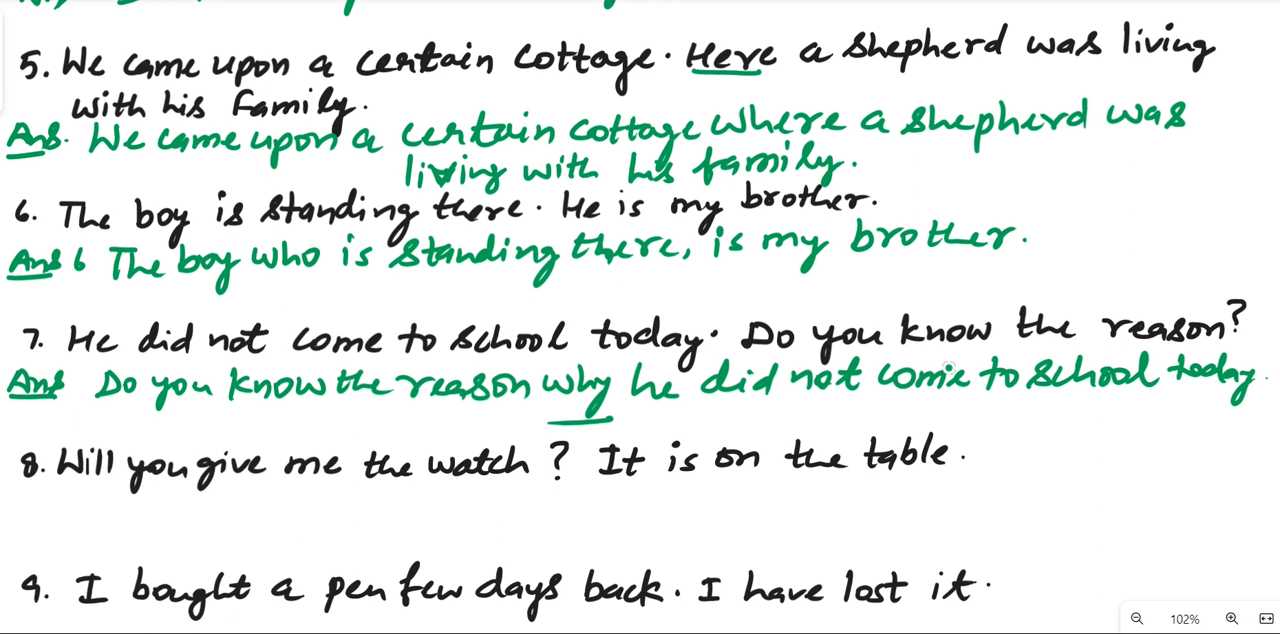 5. We came upon a certain cottage. Here a shepherd was living
with his family.
Ans. We came upon a certain cottage where a shepherd was
living with his family.
6. The boy is standing there. He is my brother.
Ans 6 The boy who is standing there, is my brother.
7. He did not come to school today. Do you know the reason?
Ans Do you know the reason why he did not come to school today.
8. Will you give me the watch? It is on the table.
9. I bought a pen few days back. I have lost it.
102%